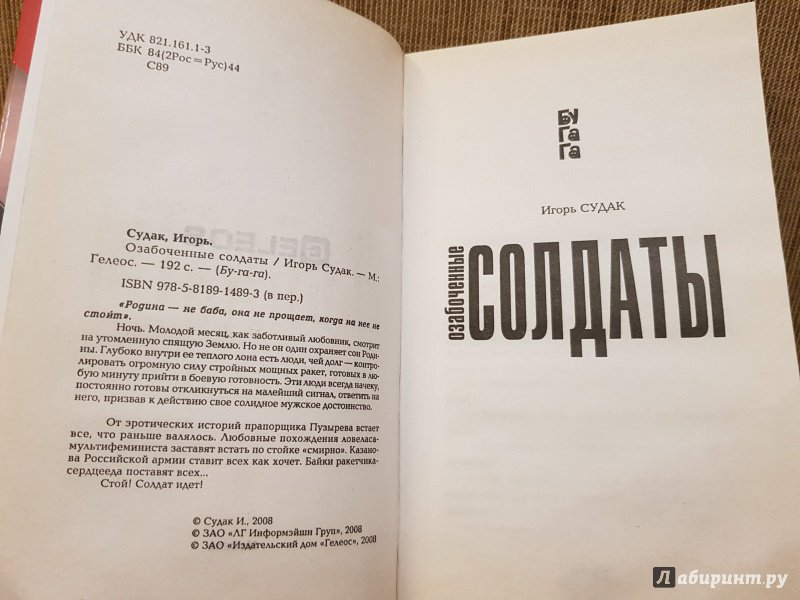 УДК 821.161.1-3
ББК 84(2Рос=Рус)44
С89
Судак, Игорь.
Озабоченные солдаты / Игорь Судак. — М.:
Гелеос. — 192 с. — (Бу-га-га).
ISBN 978-5-8189-1489-3 (в пер.)
«Родина — не баба, она не прощает, когда на нее не
стоит».
Ночь. Молодой месяц, как заботливый любовник, смотрит
на утомленную спящую Землю. Но не он один охраняет сон Роди-
ны. Глубоко внутри ее теплого лона есть люди, чей долг — контро-
лировать огромную силу стройных мощных ракет, готовых в лю-
бую минуту прийти в боевую готовность. Эти люди всегда начеку,
постоянно готовы откликнуться на малейший сигнал, ответить на
него, призвав к действию свое солидное мужское достоинство.
От эротических историй прапорщика Пузырева встает
все, что раньше валялось. Любовные похождения ловеласа-
мультифеминиста заставят встать по стойке «смирно». Казано-
ва Российской армии ставит всех как хочет. Байки ракетчика-
сердцееда поставят всех...
Стой! Солдат идет!
© Судак И., 2008
© ЗАО «ЛГ Информэйшн Груп», 2008
© ЗАО «Издательский дом «Гелеос», 2008
Бу
Га
Га
Игорь СУДАК
озабоченные
СОЛДАТЫ
Лабиринт.ру